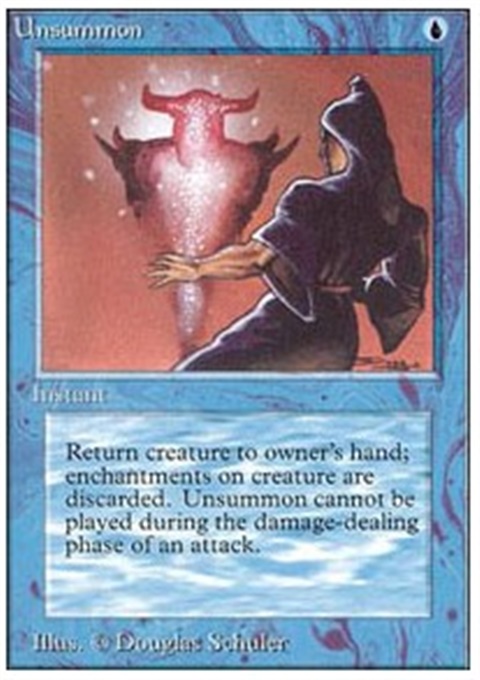 Unsummon
Instant
Return creature to owner's hand;
enchantments on creature are
discarded. Unsummon cannot be
played during the damage-dealing
phase of an attack.
Illus. © Douglas Schuler